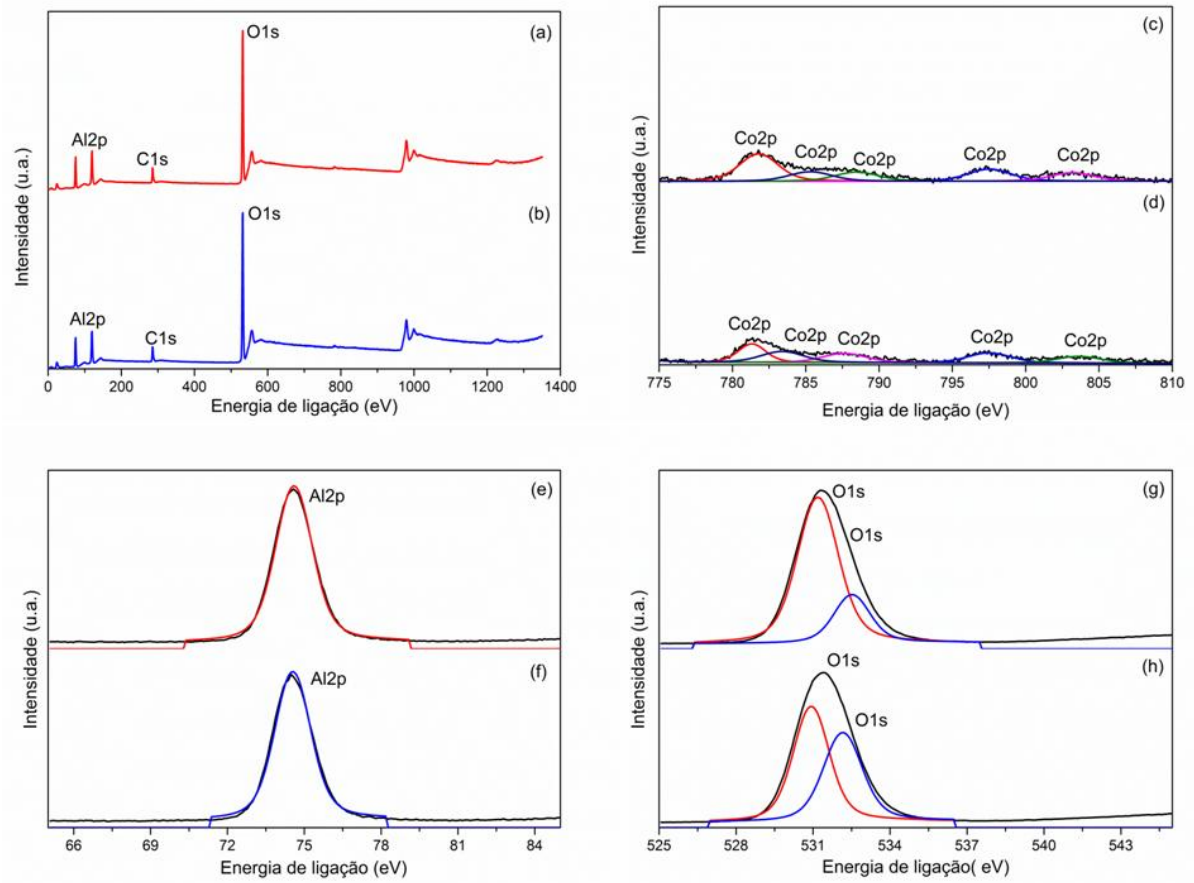 O1s
(a)
Al2p
C1s
O1s
(b)
Al2p
C1s
0 200 400 600 800 1000 1200 1400
Energia de ligação (eV)
Intensidade (u.a.)
(c)
Co2p Co2p Co2p Co2p Co2p
(d)
Co2p Co2p Co2p Co2p Co2p
775 780 785 790 795 800 805 810
Energia de ligação (eV)
Intensidade (u.a.)
(e)
Al2p
(f)
Al2p
66 69 72 75 78 81 84
Energia de ligação (eV)
Intensidade (u.a.)
(g)
O1s
O1s
(h)
O1s
O1s
525 528 531 534 537 540 543
Energia de ligação( eV)
Intensidade (u.a.)